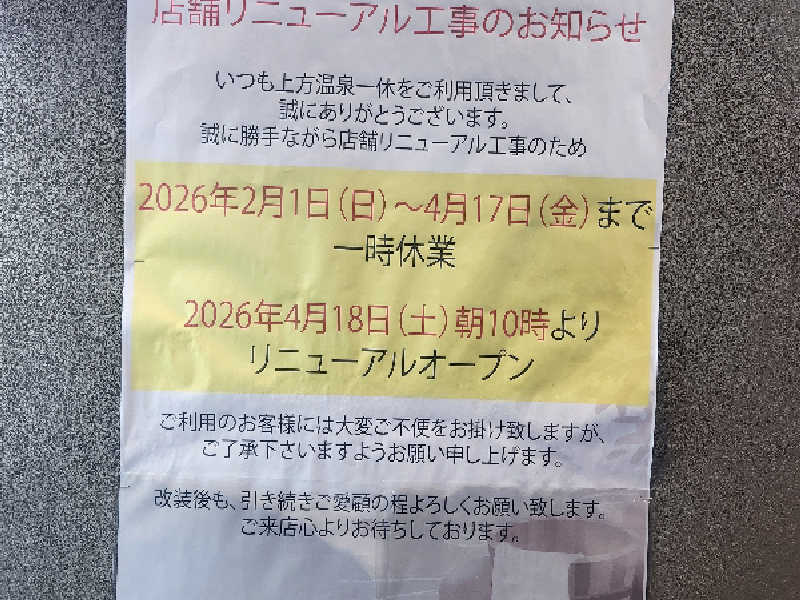 店舗リニューアル工事のお知らせ
いつも上方温泉一休をご利用頂きまして、
誠にありがとうございます。
誠に勝手ながら店舗リニューアル工事のため
2026年2月1日(日)～4月17日(金)まで
一時休業
2026年4月18日(土)朝10時より
リニューアルオープン
ご利用のお客様には大変ご不便をお掛け致しますが、
ご了承下さいますようお願い申し上げます。
改装後も、引き続きご愛顧の程よろしくお願い致します。
ご来店心よりお待ちしております。